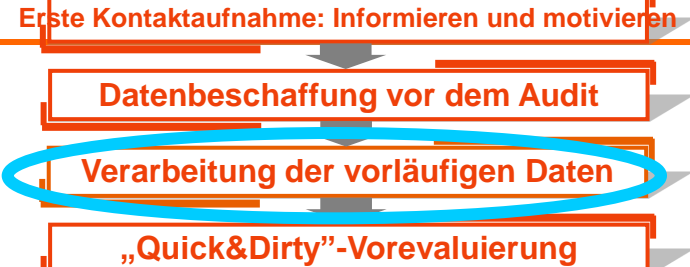 Erste Kontaktaufnahme: Informieren und motivieren
Datenbeschaffung vor dem Audit
Verarbeitung der vorläufigen Daten
„Quick&Dirty”-Vorevaluierung